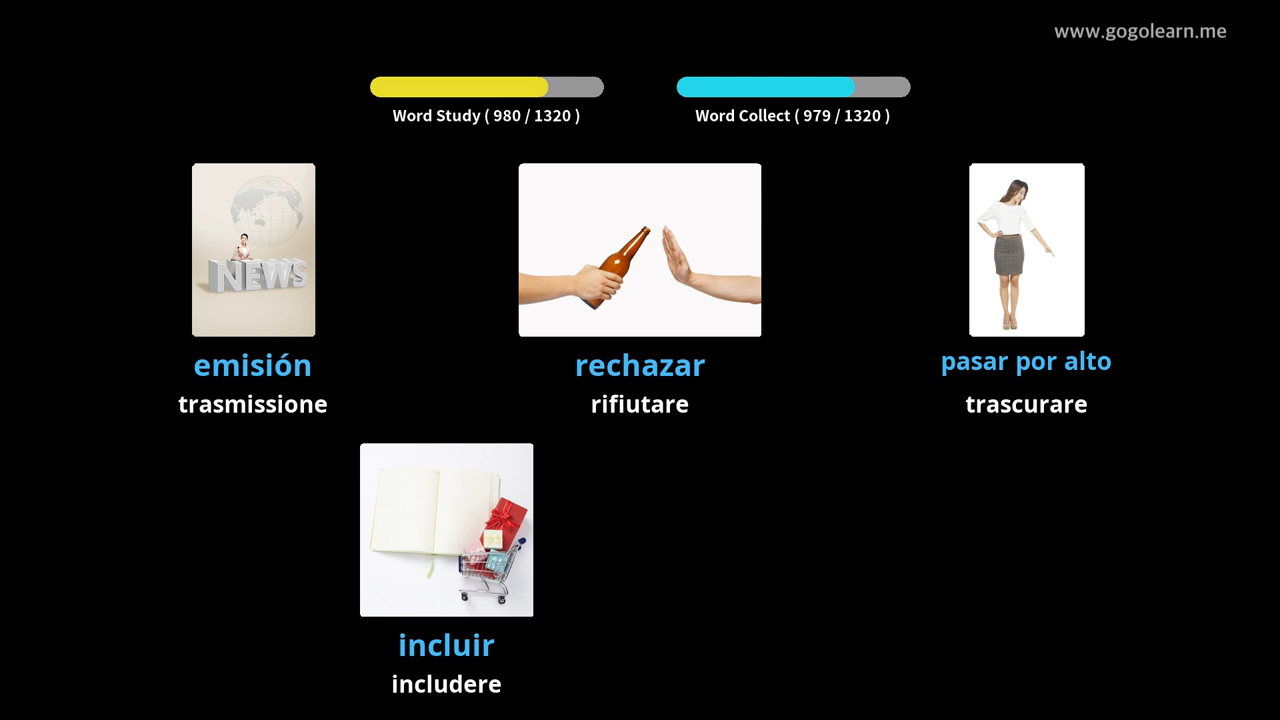 www.gogolearn.me
Word Study ( 980 / 1320 )
Word Collect ( 979 / 1320 )
NEWS
emisión
trasmissione
rechazar
rifiutare
pasar por alto
trascurare
incluir
includere